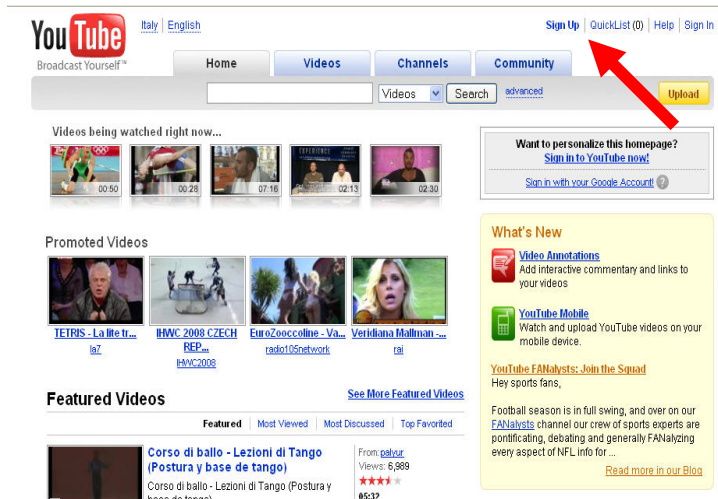 You Tube
Broadcast Yourself™
Italy | English
Sign Up | QuickList (0) | Help | Sign In
Home
Videos
Channels
Community
Videos
Search
advanced
Upload
Videos being watched right now...
00:50
00:28
07:16
02:13
02:30
Want to personalize this homepage?
Sign in to YouTube now!
Sign in with your Google Account! ?
Promoted Videos
TETRIS - La lite tr...
la7
IHWC 2008 CZECH
REP...
IHWC2008
EuroZooccoline - Va...
radio105network
Veridiana Mallman -...
rai
What's New
Video Annotations
Add interactive commentary and links to
your videos
YouTube Mobile
Watch and upload YouTube videos on your
mobile device.
YouTube FANalysts: Join the Squad
Hey sports fans,
Football season is in full swing, and over on our
FANalysts channel our crew of sports experts are
pontificating, debating and generally FANalyzing
every aspect of NFL info for ...
Read more in our Blog
Featured Videos
See More Featured Videos
Featured | Most Viewed | Most Discussed | Top Favorited
Corso di ballo - Lezioni di Tango
(Postura y base de tango)
Corso di ballo - Lezioni di Tango (Postura y
base de tango)
From: palyur
Views: 6,989
05:32